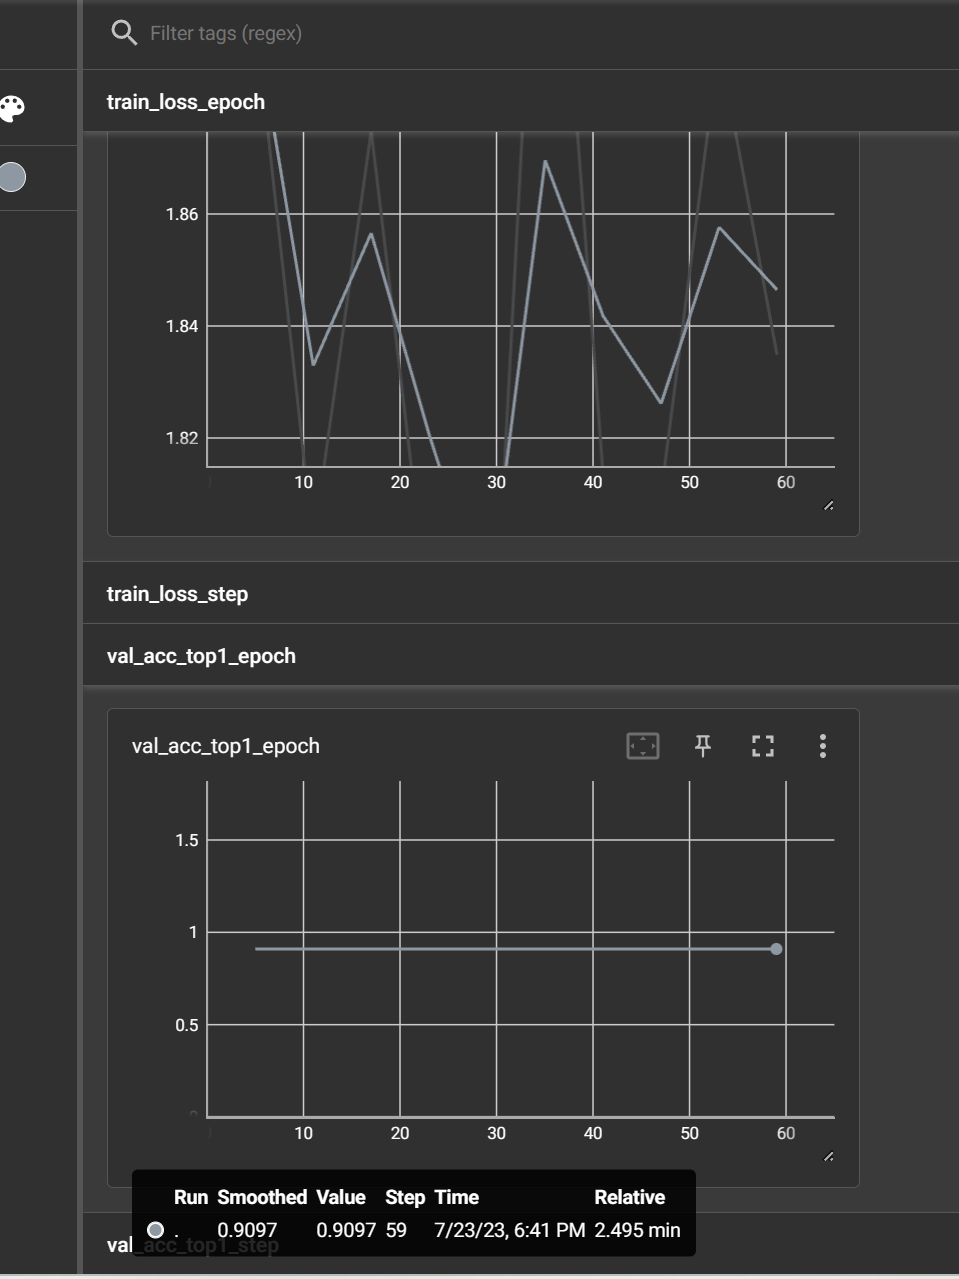 Filter tags (regex)
train_loss_epoch
1.86
1.84
1.82
10 20 30 40 50 60
train_loss_step
val_acc_top1_epoch
val_acc_top1_epoch
1.5
1
0.5
0
10 20 30 40 50 60
Run Smoothed Value Step Time Relative
. 0.9097 0.9097 59 7/23/23, 6:41 PM 2.495 min
val_acc_top1_step